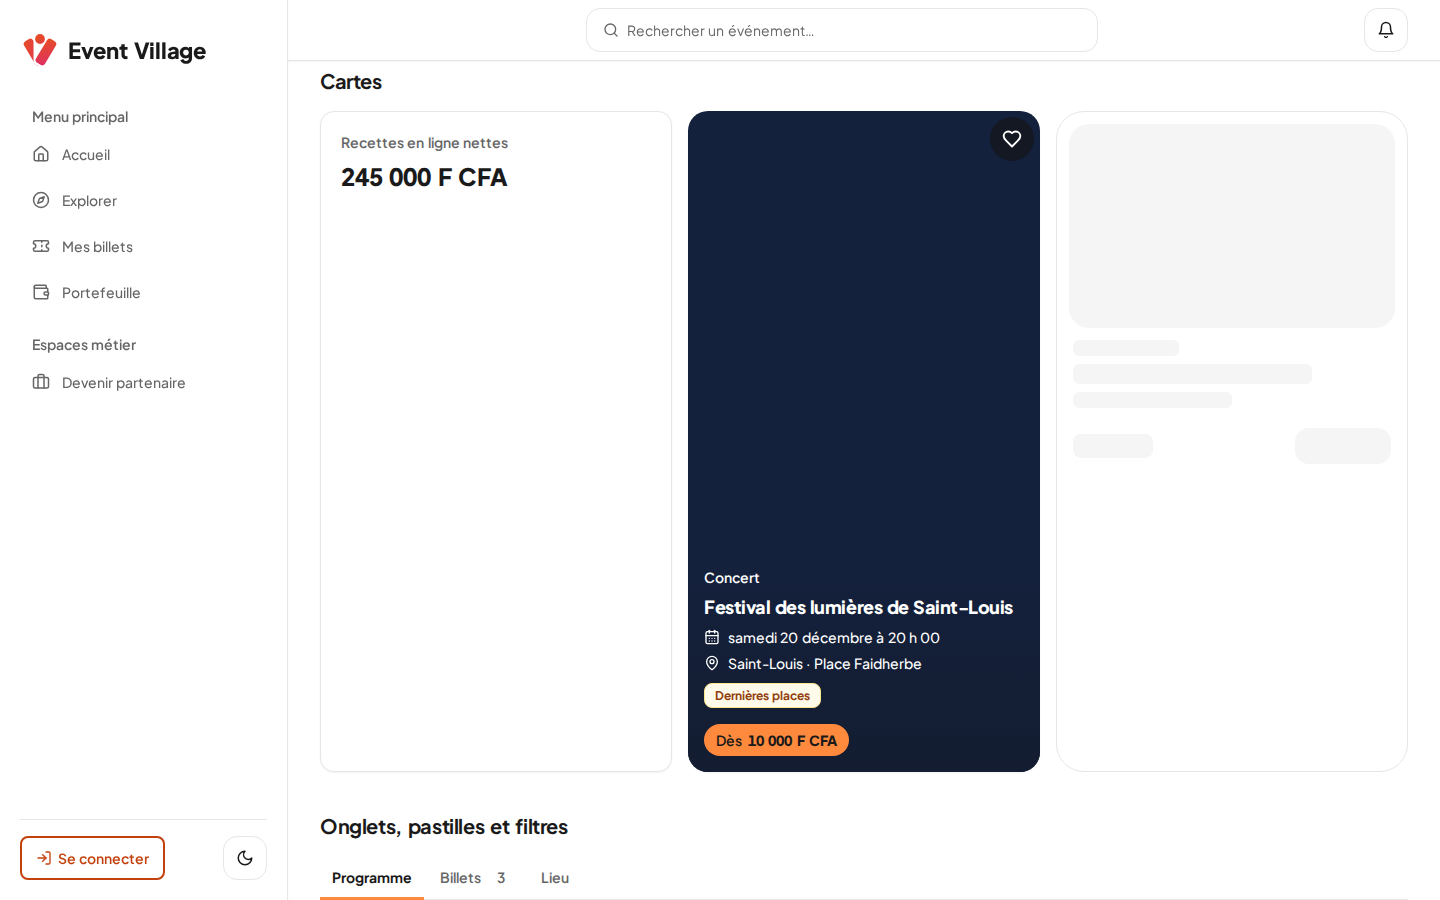 Event Village
Rechercher un événement…
Menu principal
Accueil
Explorer
Mes billets
Portefeuille
Espaces métier
Devenir partenaire
Se connecter
Cartes
Recettes en ligne nettes
245 000 F CFA
Concert
Festival des lumières de Saint-Louis
samedi 20 décembre à 20 h 00
Saint-Louis · Place Faidherbe
Dernières places
Dès 10 000 F CFA
Onglets, pastilles et filtres
Programme Billets 3 Lieu